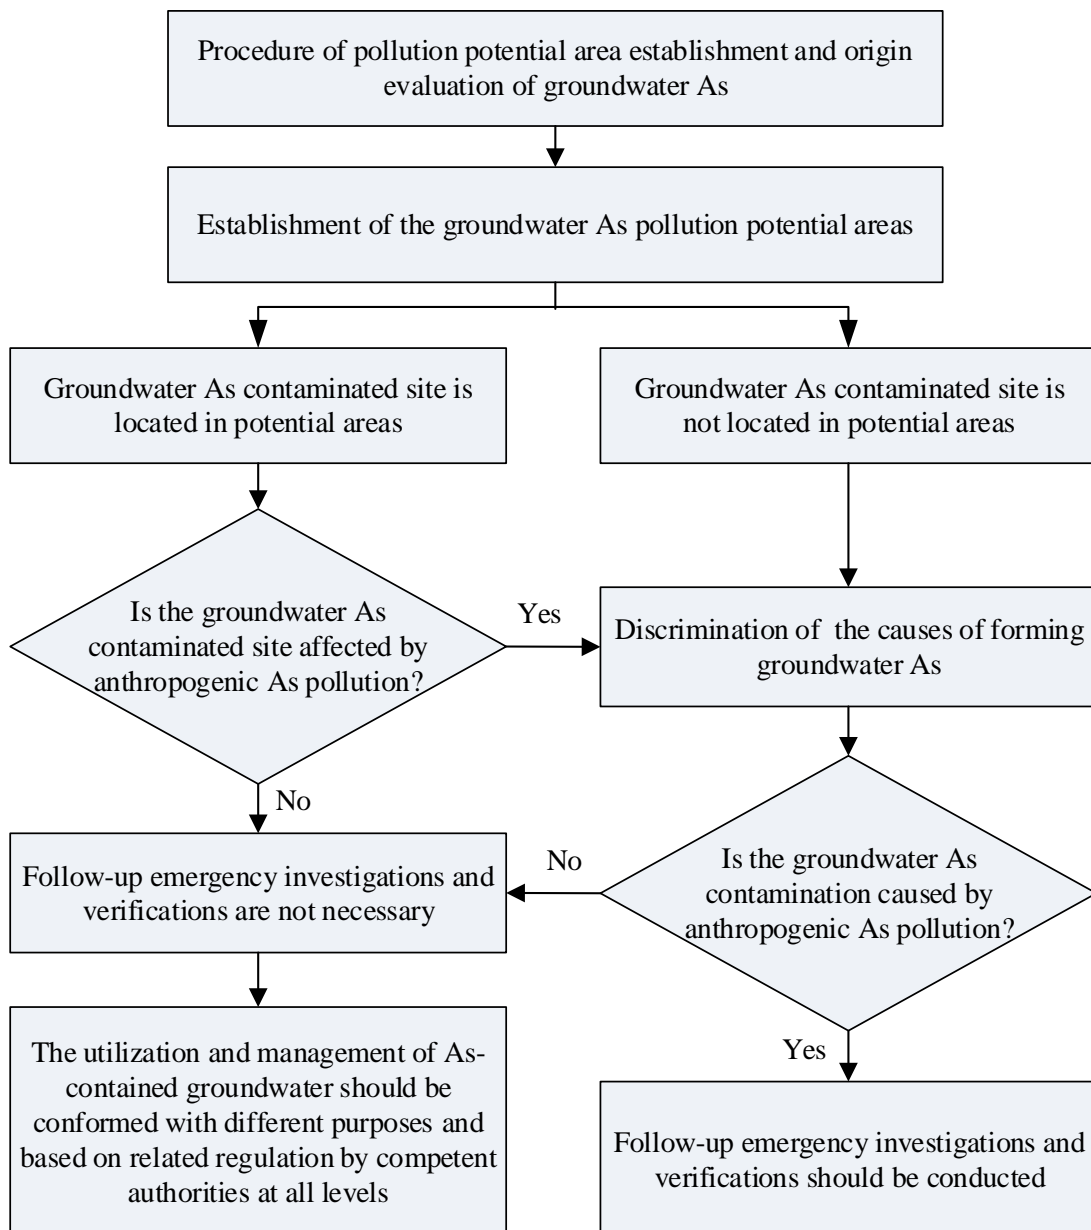 Procedure of pollution potential area establishment and origin
evaluation of groundwater As
Establishment of the groundwater As pollution potential areas
Groundwater As contaminated site is
located in potential areas
Groundwater As contaminated site is
not located in potential areas
Is the groundwater As
contaminated site affected by
anthropogenic As pollution?
Yes
Discrimination of  the causes of forming
groundwater As
No
Follow-up emergency investigations and
verifications are not necessary
No
Is the groundwater As
contamination caused by
anthropogenic As pollution?
The utilization and management of As-
contained groundwater should be
conformed with different purposes and
based on related regulation by competent
authorities at all levels
Yes
Follow-up emergency investigations and
verifications should be conducted